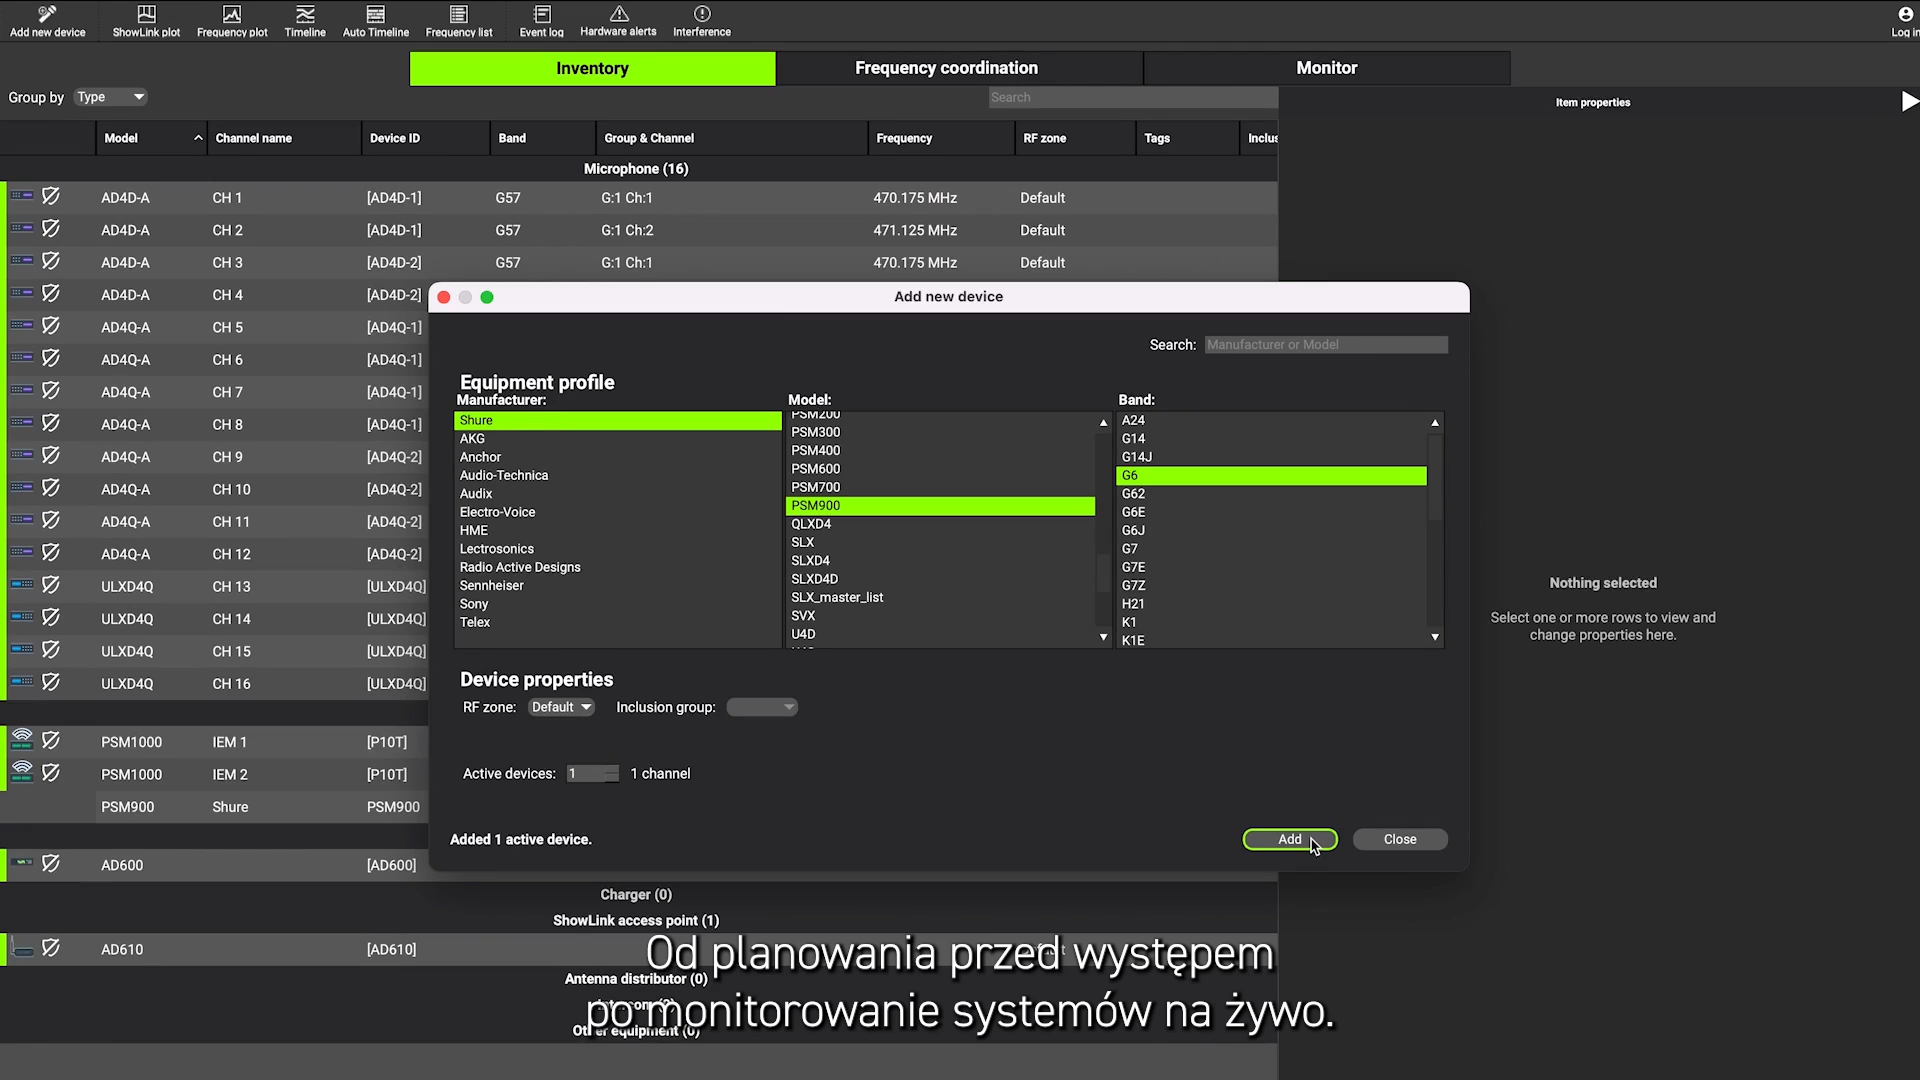 Add new device
ShowLink plot
Frequency plot
Timeline
Auto Timeline
Frequency list
Event log
Hardware alerts
Interference
Log in
Inventory
Frequency coordination
Monitor
Group by Type
Search
Item properties
Model
Channel name
Device ID
Band
Group & Channel
Frequency
RF zone
Tags
Inclus
Microphone (16)
AD4D-A CH 1 [AD4D-1] G57 G:1 Ch:1 470.175 MHz Default
AD4D-A CH 2 [AD4D-1] G57 G:1 Ch:2 471.125 MHz Default
AD4D-A CH 3 [AD4D-2] G57 G:1 Ch:1 470.175 MHz Default
AD4D-A CH 4 [AD4D-2]
AD4Q-A CH 5 [AD4Q-1]
AD4Q-A CH 6 [AD4Q-1]
AD4Q-A CH 7 [AD4Q-1]
AD4Q-A CH 8 [AD4Q-1]
AD4Q-A CH 9 [AD4Q-2]
AD4Q-A CH 10 [AD4Q-2]
AD4Q-A CH 11 [AD4Q-2]
AD4Q-A CH 12 [AD4Q-2]
ULXD4Q CH 13 [ULXD4Q]
ULXD4Q CH 14 [ULXD4Q]
ULXD4Q CH 15 [ULXD4Q]
ULXD4Q CH 16 [ULXD4Q]
PSM1000 IEM 1 [P10T]
PSM1000 IEM 2 [P10T]
PSM900 Shure PSM900
AD600 [AD600]
Charger (0)
ShowLink access point (1)
AD610 [AD610]
Antenna distributor (0)
Other equipment (0)
Add new device
Search: Manufacturer or Model
Equipment profile
Manufacturer:
Shure
AKG
Anchor
Audio-Technica
Audix
Electro-Voice
HME
Lectrosonics
Radio Active Designs
Sennheiser
Sony
Telex
Model:
PSM200
PSM300
PSM400
PSM600
PSM700
PSM900
QLXD4
SLX
SLXD4
SLXD4D
SLX_master_list
SVX
U4D
Band:
A24
G14
G14J
G6
G62
G6E
G6J
G7
G7E
G7Z
H21
K1
K1E
Device properties
RF zone: Default Inclusion group:
Active devices: 1 1 channel
Added 1 active device.
Add
Close
Nothing selected
Select one or more rows to view and
change properties here.
Od planowania przed występem
po monitorowanie systemów na żywo.